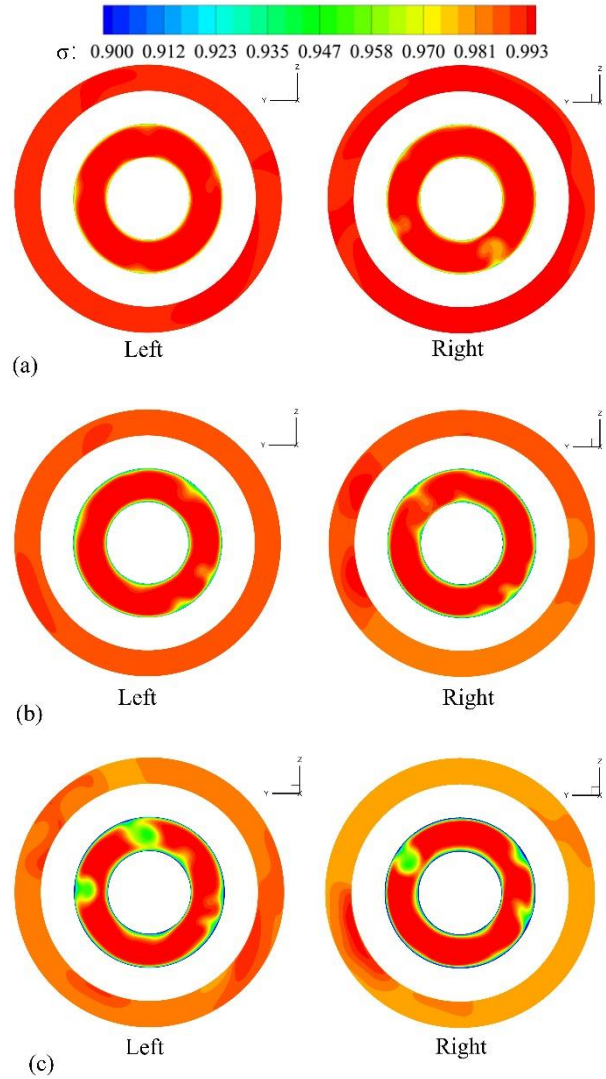 σ: 0.900 0.912 0.923 0.935 0.947 0.958 0.970 0.981 0.993
Z
Y X
Z
Y X
Left Right
(a)
Z
Y X
Z
Y X
Left Right
(b)
Z
Y X
Z
Y X
Left Right
(c)